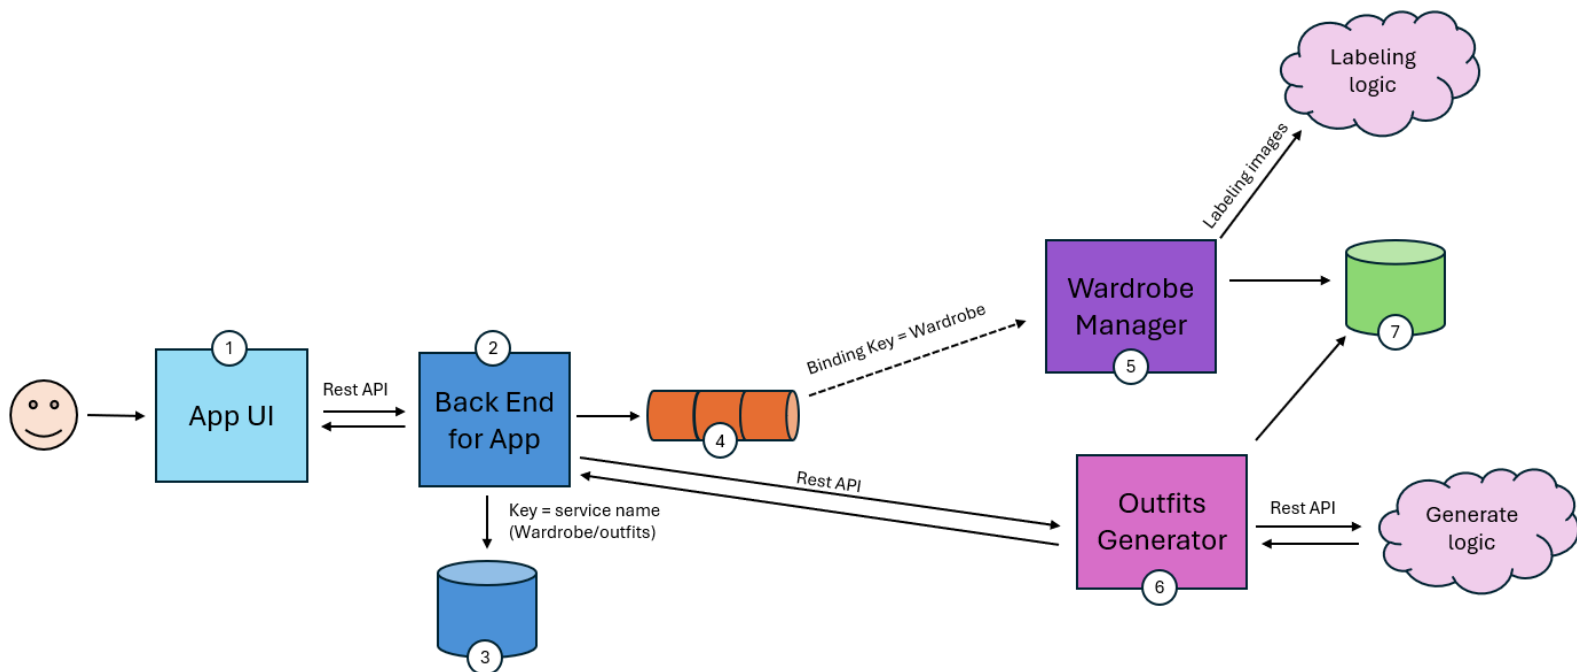 Labeling
logic
Labeling images
Wardrobe
Manager
5
7
Binding Key = Wardrobe
1
App UI
Rest API
2
Back End
for App
4
Key = service name
(Wardrobe/outfits)
3
Rest API
Outfits
Generator
6
Rest API
Generate
logic